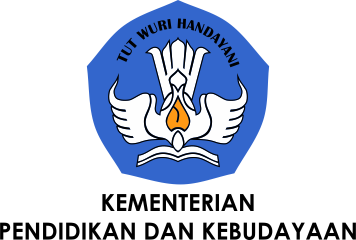 TUT WURI HANDAYANI
KEMENTERIAN
PENDIDIKAN DAN KEBUDAYAAN